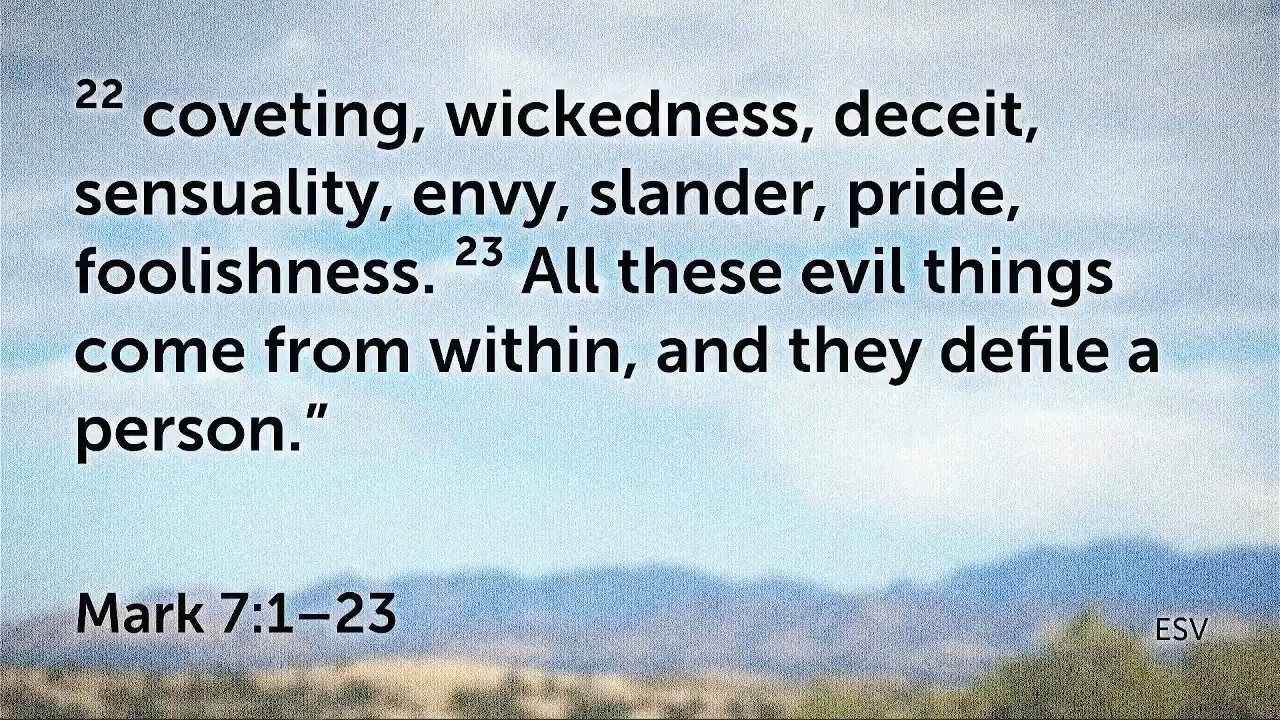 22 coveting, wickedness, deceit,
sensuality, envy, slander, pride,
foolishness. 23 All these evil things
come from within, and they defile a
person.”
Mark 7:1–23
ESV